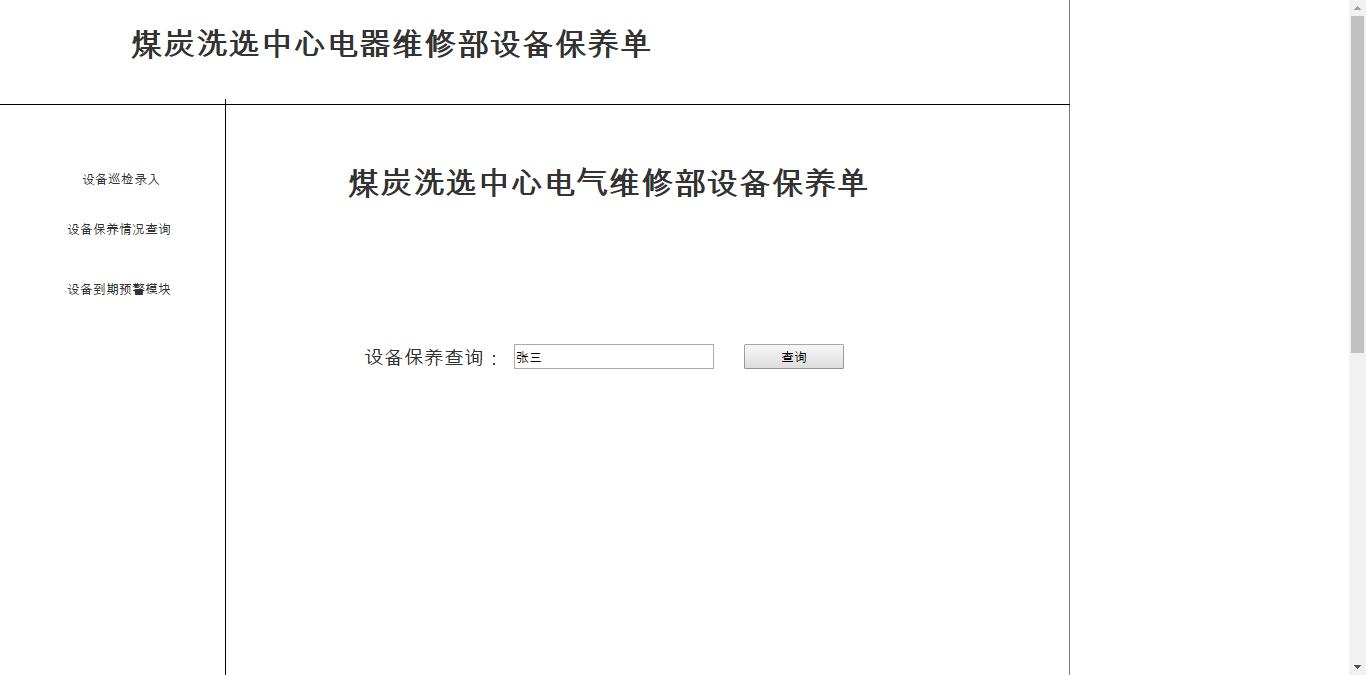 煤炭洗选中心电器维修部设备保养单
设备巡检录入
设备保养情况查询
设备到期预警模块
煤炭洗选中心电气维修部设备保养单
设备保养查询： 张三 查询